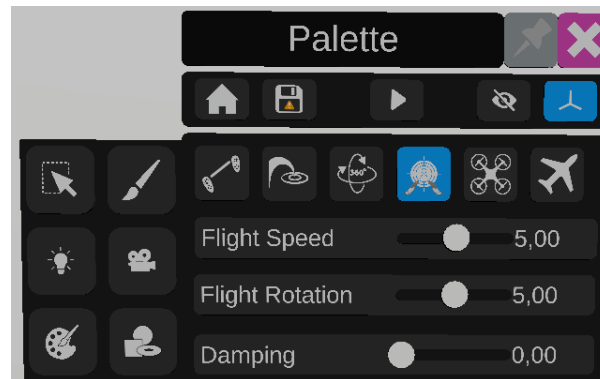 Palette
360°
Flight Speed 5,00
Flight Rotation 5,00
Damping 0,00